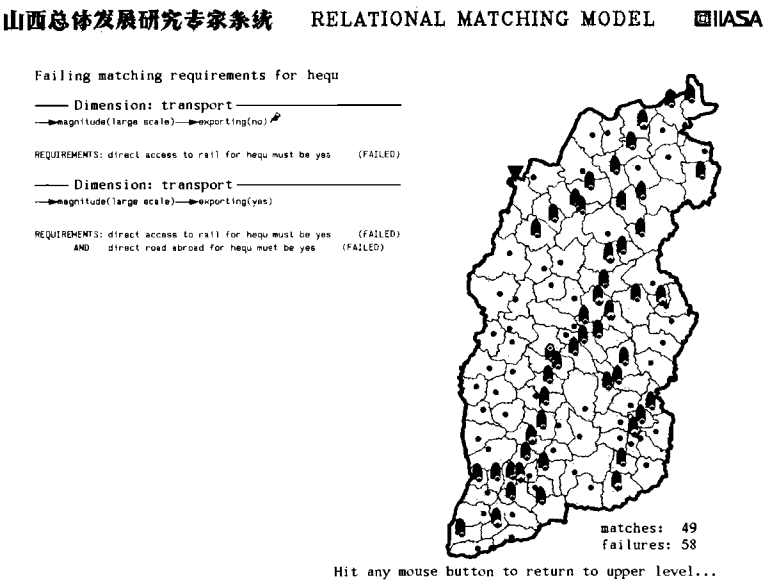 山西总体发展研究专家系统 RELATIONAL MATCHING MODEL IIASA
Failing matching requirements for hequ
Dimension: transport
magnitude(large scale) exporting(no)
REQUIREMENTS: direct access to rail for hequ must be yes (FAILED)
Dimension: transport
magnitude(large scale) exporting(yes)
REQUIREMENTS: direct access to rail for hequ must be yes (FAILED)
AND direct road abroad for hequ must be yes (FAILED)
matches: 49
failures: 58
Hit any mouse button to return to upper level...